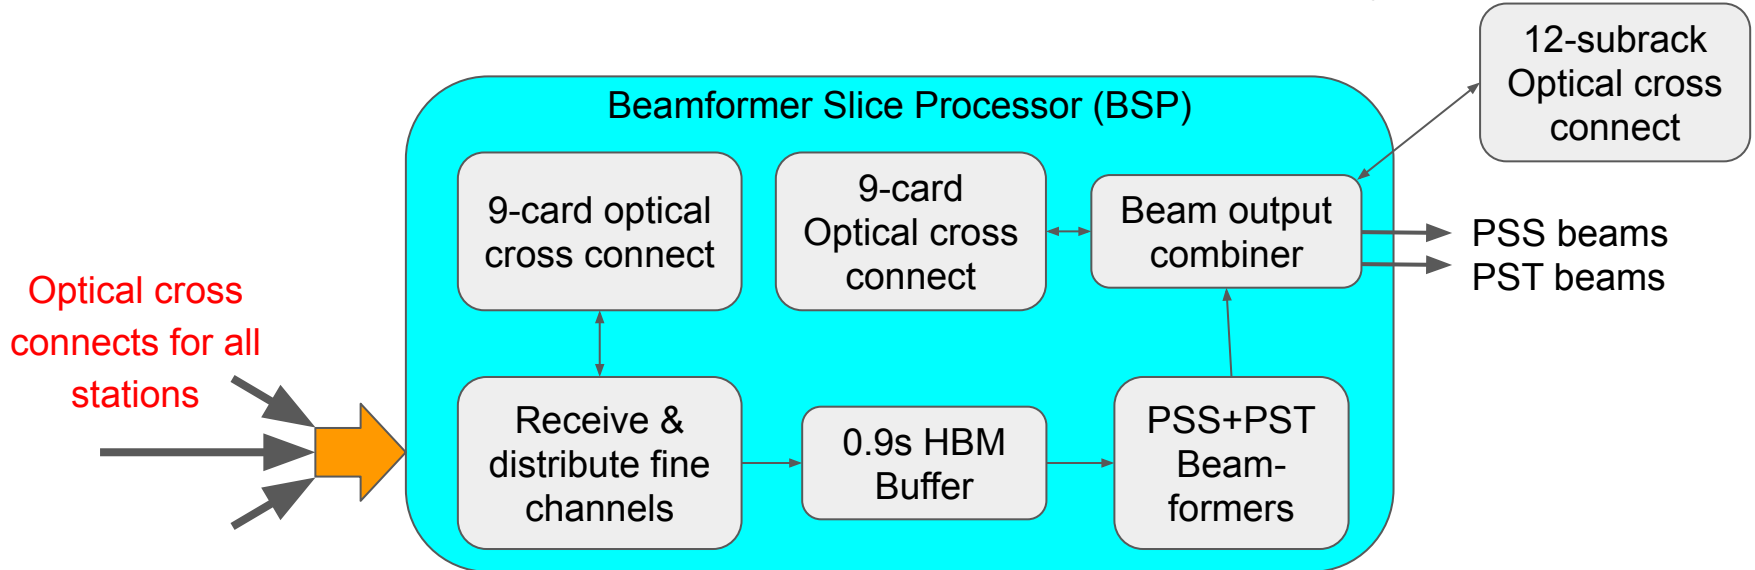 12-subrack
Optical cross
connect
Beamformer Slice Processor (BSP)
9-card optical
cross connect
9-card
Optical cross
connect
Beam output
combiner
PSS beams
PST beams
Optical cross
connects for all
stations
Receive &
distribute fine
channels
0.9s HBM
Buffer
PSS+PST
Beam-
formers